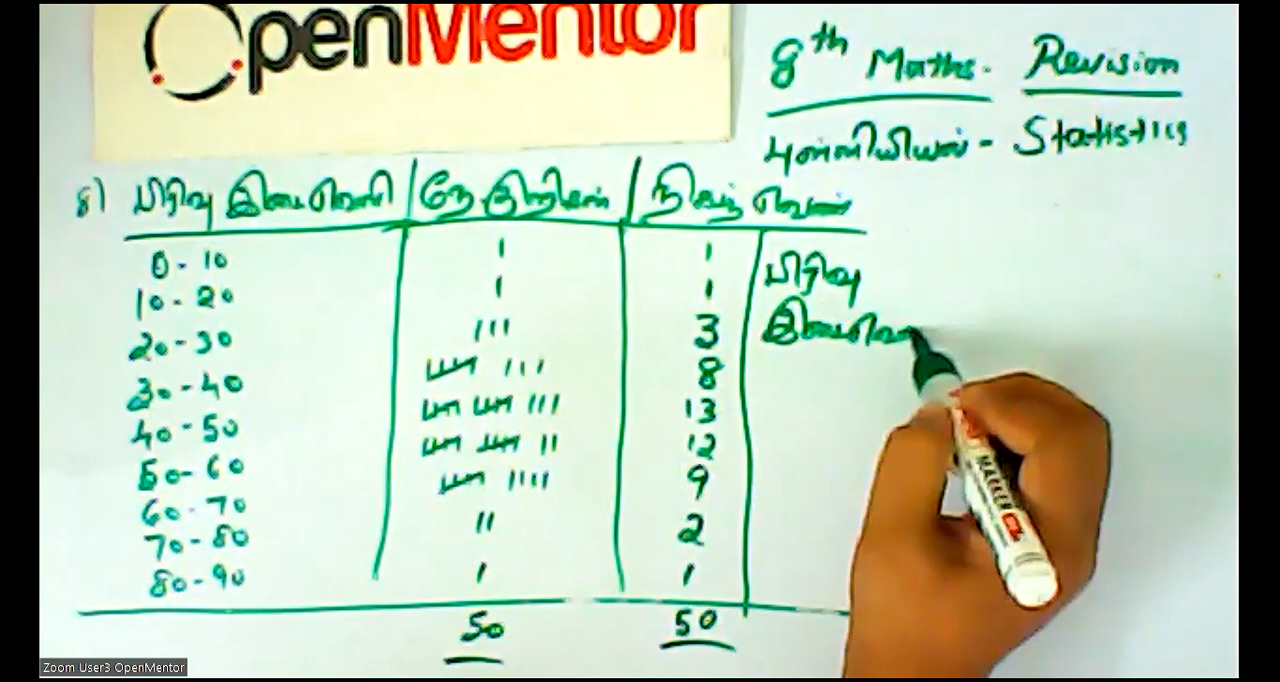 OpenMentor
8th Maths. Revision
புள்ளியியல் - Statistics
8) பிரிவு இடைவெளி நே குறிகள் நிகழ் வெண்
0-10 | 1
10-20 | 1
20-30 ||| 3
30-40 𝍸 ||| 8
40-50 𝍸 𝍸 ||| 13
50-60 𝍸 𝍸 || 12
60-70 𝍸 |||| 9
70-80 || 2
80-90 | 1
50 50
பிரிவு
இடைவெ
Zoom User3 OpenMentor
MARKER